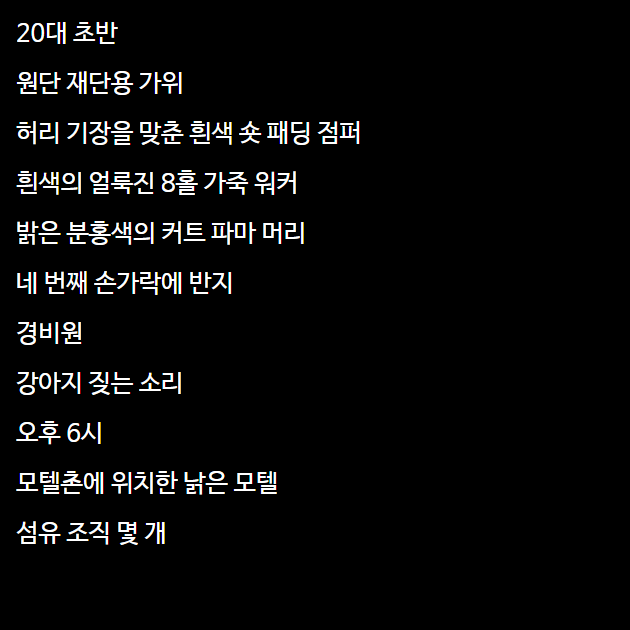 20대 초반
원단 재단용 가위
허리 기장을 맞춘 흰색 숏 패딩 점퍼
흰색의 얼룩진 8홀 가죽 워커
밝은 분홍색의 커트 파마 머리
네 번째 손가락에 반지
경비원
강아지 짖는 소리
오후 6시
모텔촌에 위치한 낡은 모텔
섬유 조직 몇 개